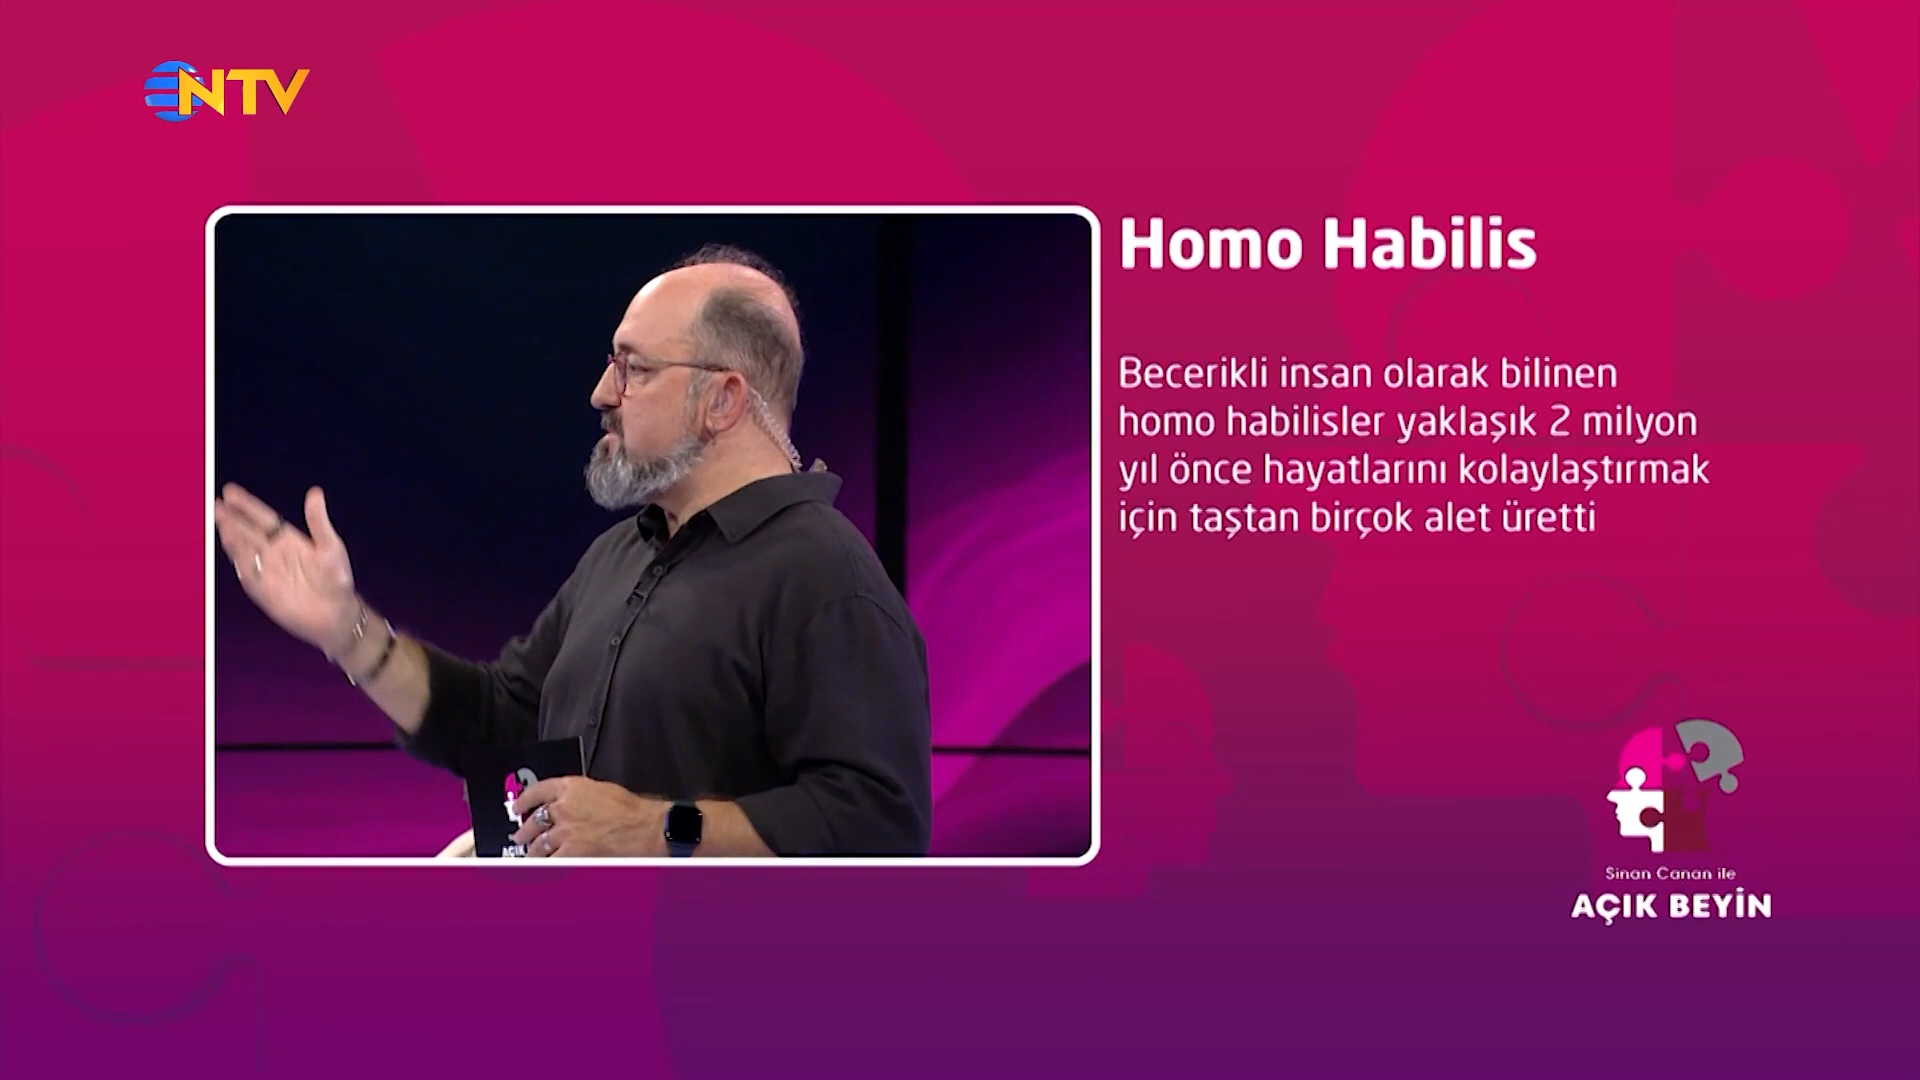 NTV
Homo Habilis
Becerikli insan olarak bilinen
homo habilisler yaklaşık 2 milyon
yıl önce hayatlarını kolaylaştırmak
için taştan birçok alet üretti
Sinan Canan ile
AÇIK BEYİN
AÇIK